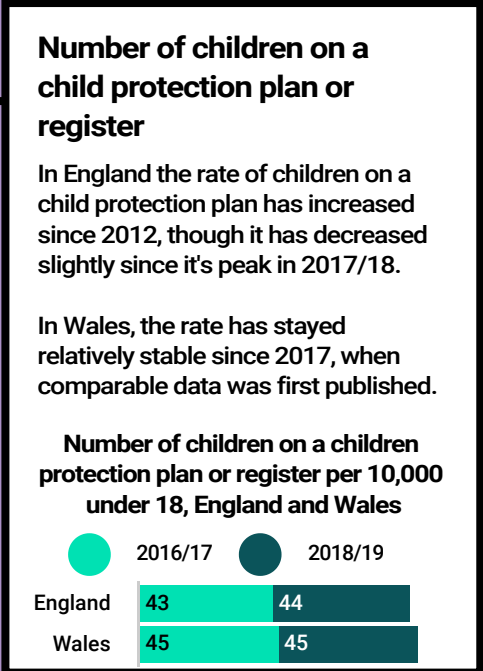 Number of children on a
child protection plan or
register
In England the rate of children on a
child protection plan has increased
since 2012, though it has decreased
slightly since it's peak in 2017/18.
In Wales, the rate has stayed
relatively stable since 2017, when
comparable data was first published.
Number of children on a children
protection plan or register per 10,000
under 18, England and Wales
2016/17 2018/19
England 43 44
Wales 45 45